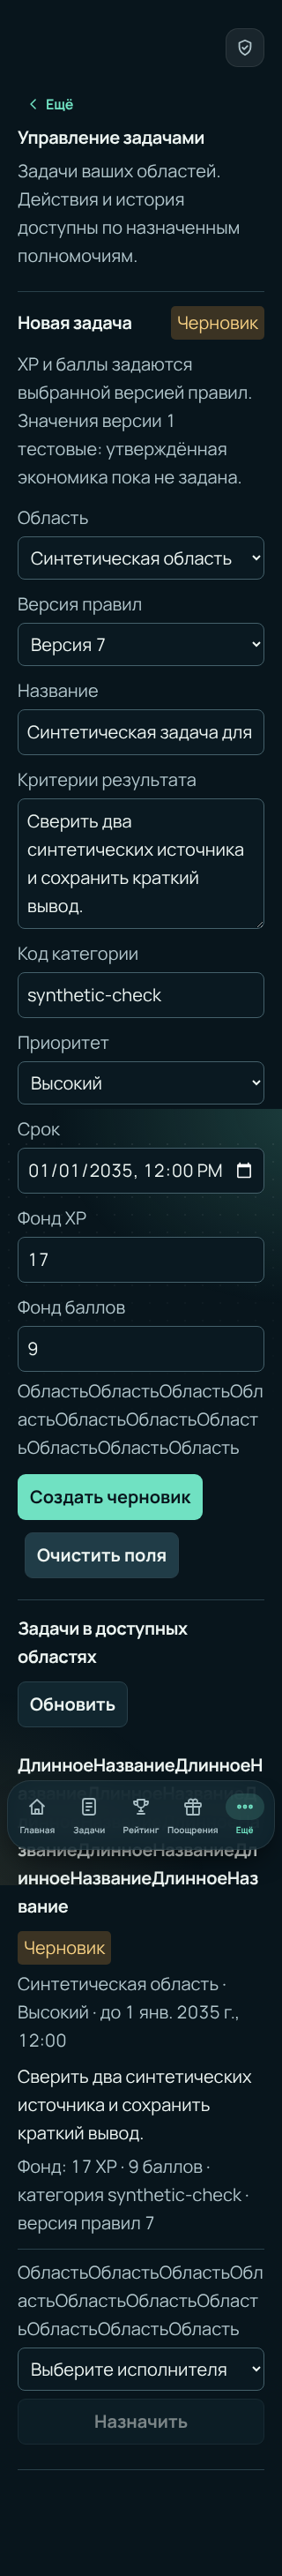 Ещё
Управление задачами
Задачи ваших областей.
Действия и история
доступны по назначенным
полномочиям.
Новая задача
Черновик
XP и баллы задаются
выбранной версией правил.
Значения версии 1
тестовые: утверждённая
экономика пока не задана.
Область
Синтетическая область
Версия правил
Версия 7
Название
Синтетическая задача для
Критерии результата
Сверить два
синтетических источника
и сохранить краткий
вывод.
Код категории
synthetic-check
Приоритет
Высокий
Срок
01/01/2035, 12:00 PM
Фонд XP
17
Фонд баллов
9
ОбластьОбластьОбластьОбл
астьОбластьОбластьОбласт
ьОбластьОбластьОбласть
Создать черновик
Очистить поля
Задачи в доступных
областях
Обновить
ДлинноеНазваниеДлинноеН
Главная
Задачи
Рейтинг
Поощрения
Ещё
званиеДлинноеНазваниеДл
инноеНазваниеДлинноеНаз
вание
Черновик
Синтетическая область ·
Высокий · до 1 янв. 2035 г.,
12:00
Сверить два синтетических
источника и сохранить
краткий вывод.
Фонд: 17 XP · 9 баллов ·
категория synthetic-check ·
версия правил 7
ОбластьОбластьОбластьОбл
астьОбластьОбластьОбласт
ьОбластьОбластьОбласть
Выберите исполнителя
Назначить